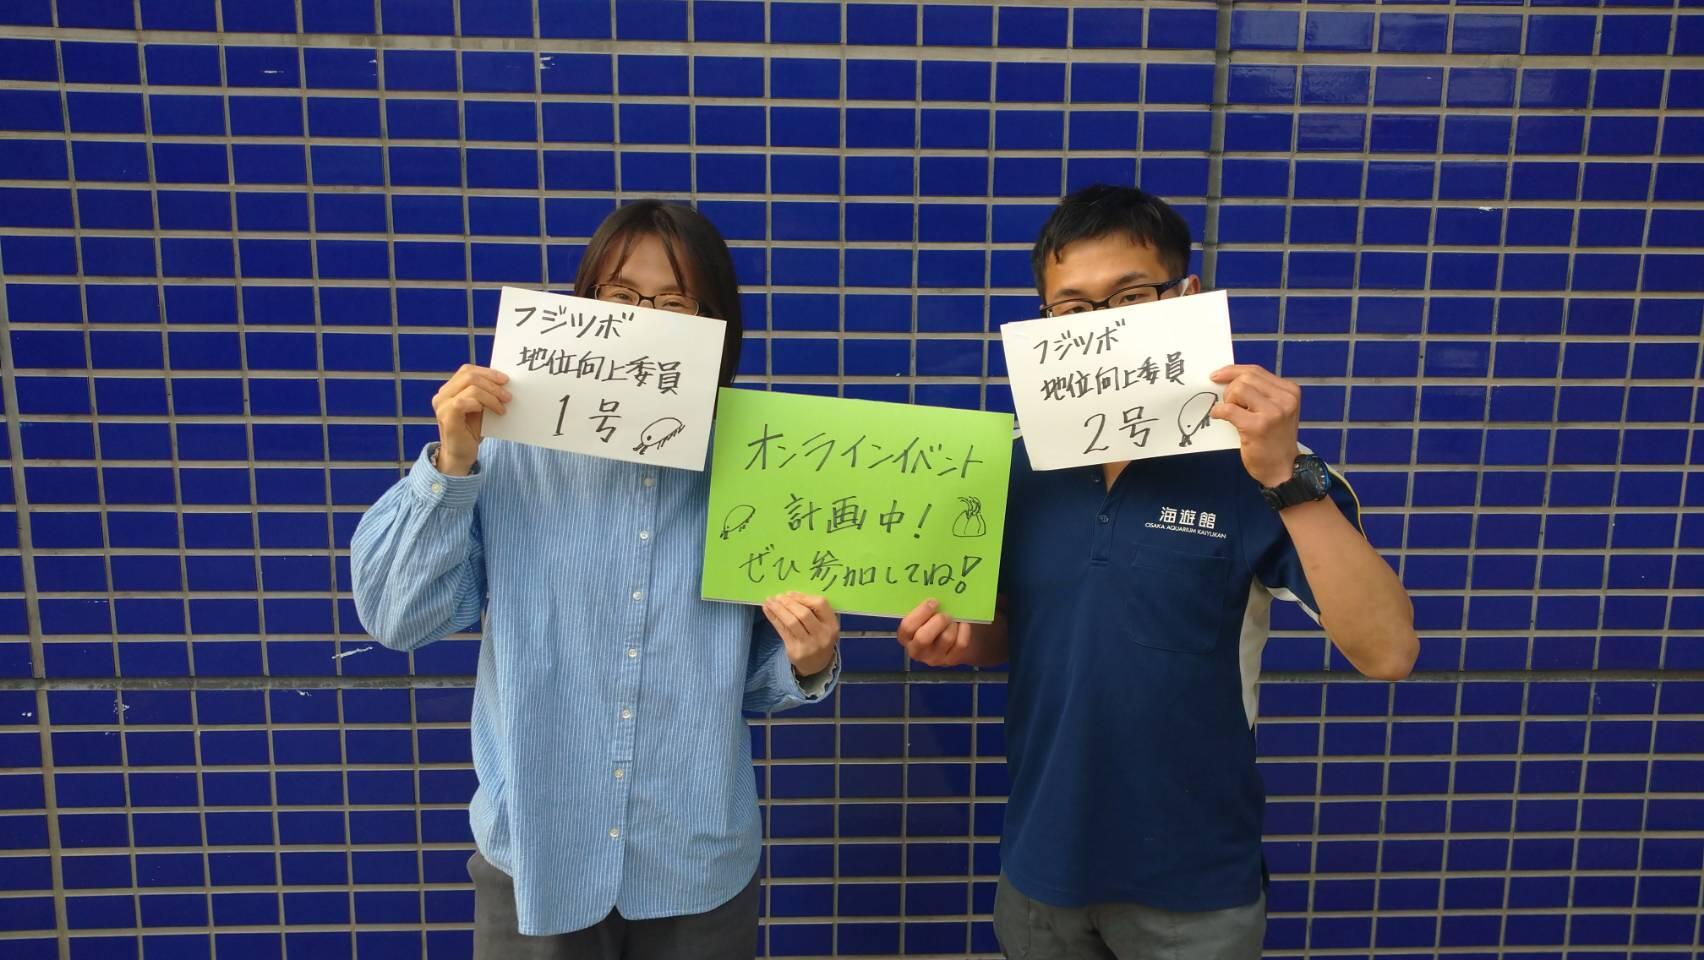 フジツボ
地位向上委員
1号
オンラインイベント
計画中!
ぜひ参加してね!
フジツボ
地位向上委員
2号
海遊館
OSAKA AQUARIUM KAIYUKAN